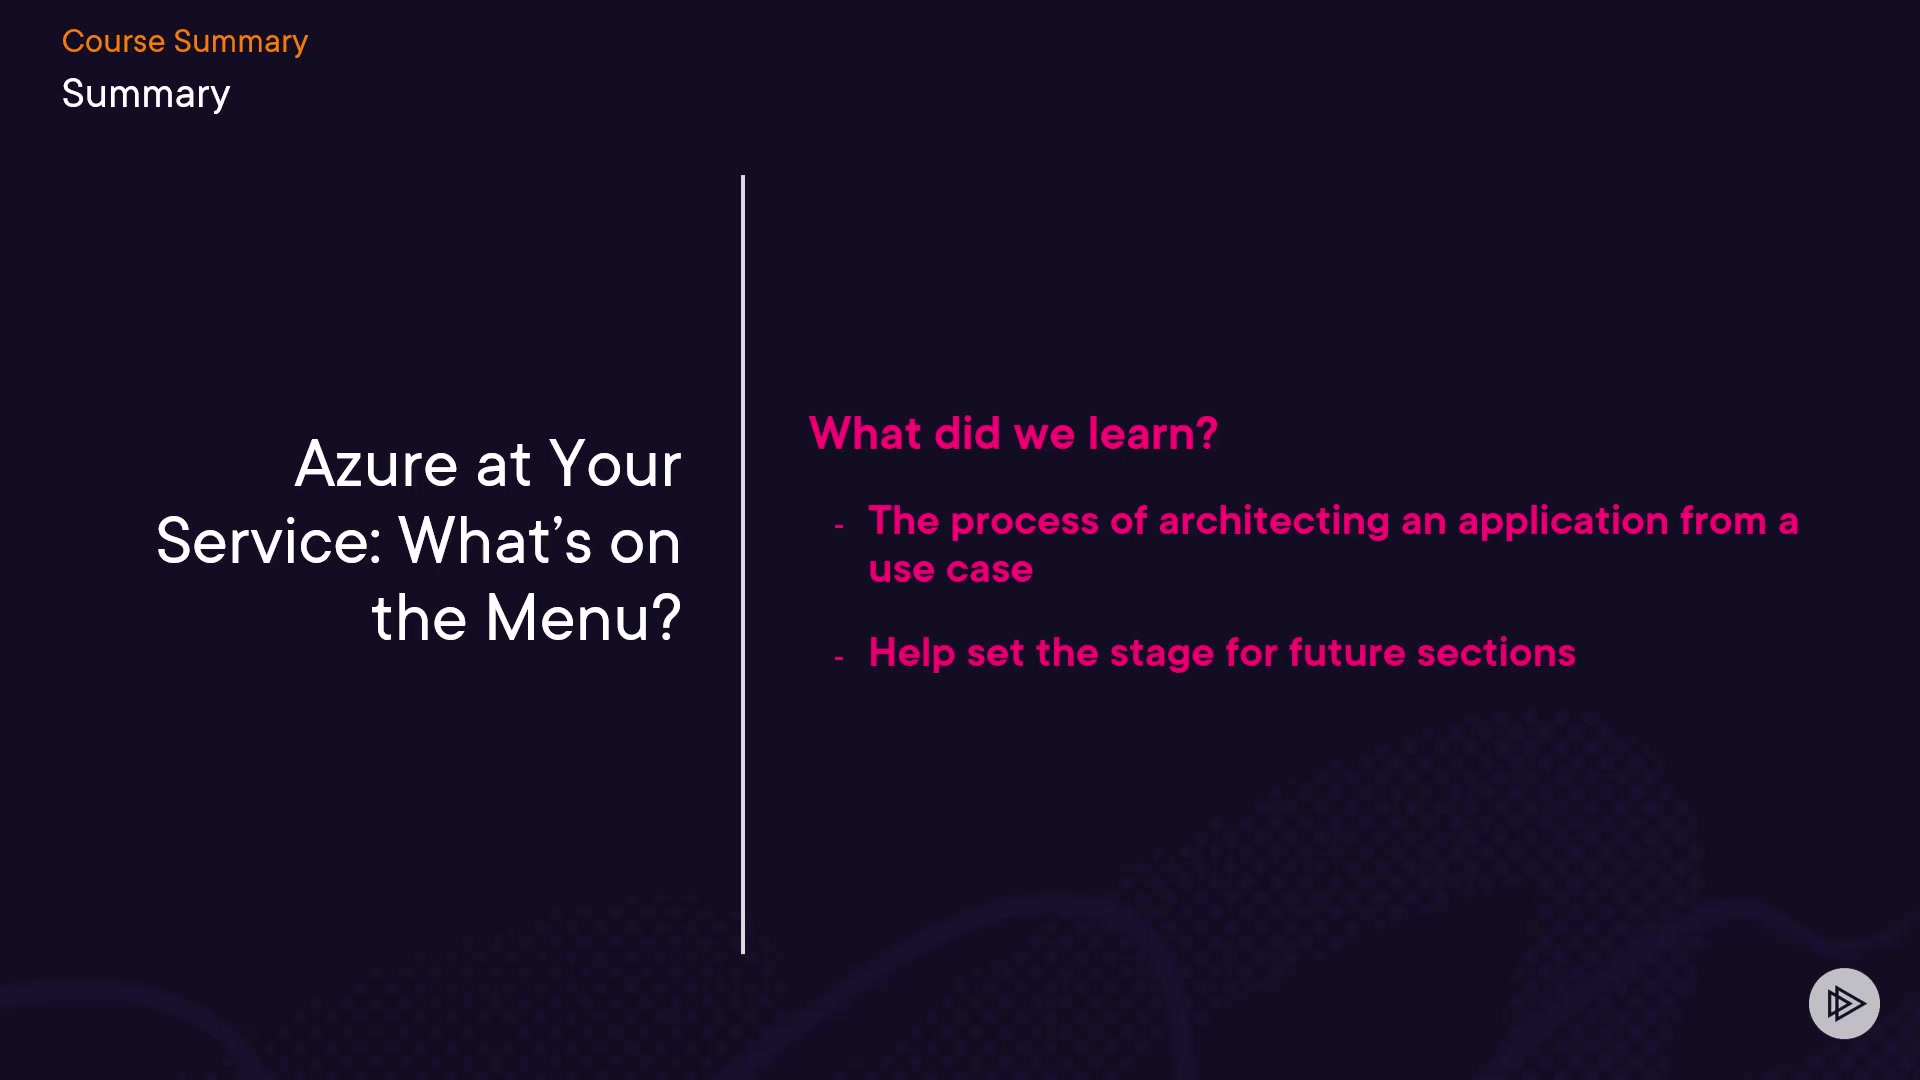 Course Summary
Summary
Azure at Your
Service: What’s on
the Menu?
What did we learn?
- The process of architecting an application from a
use case
- Help set the stage for future sections